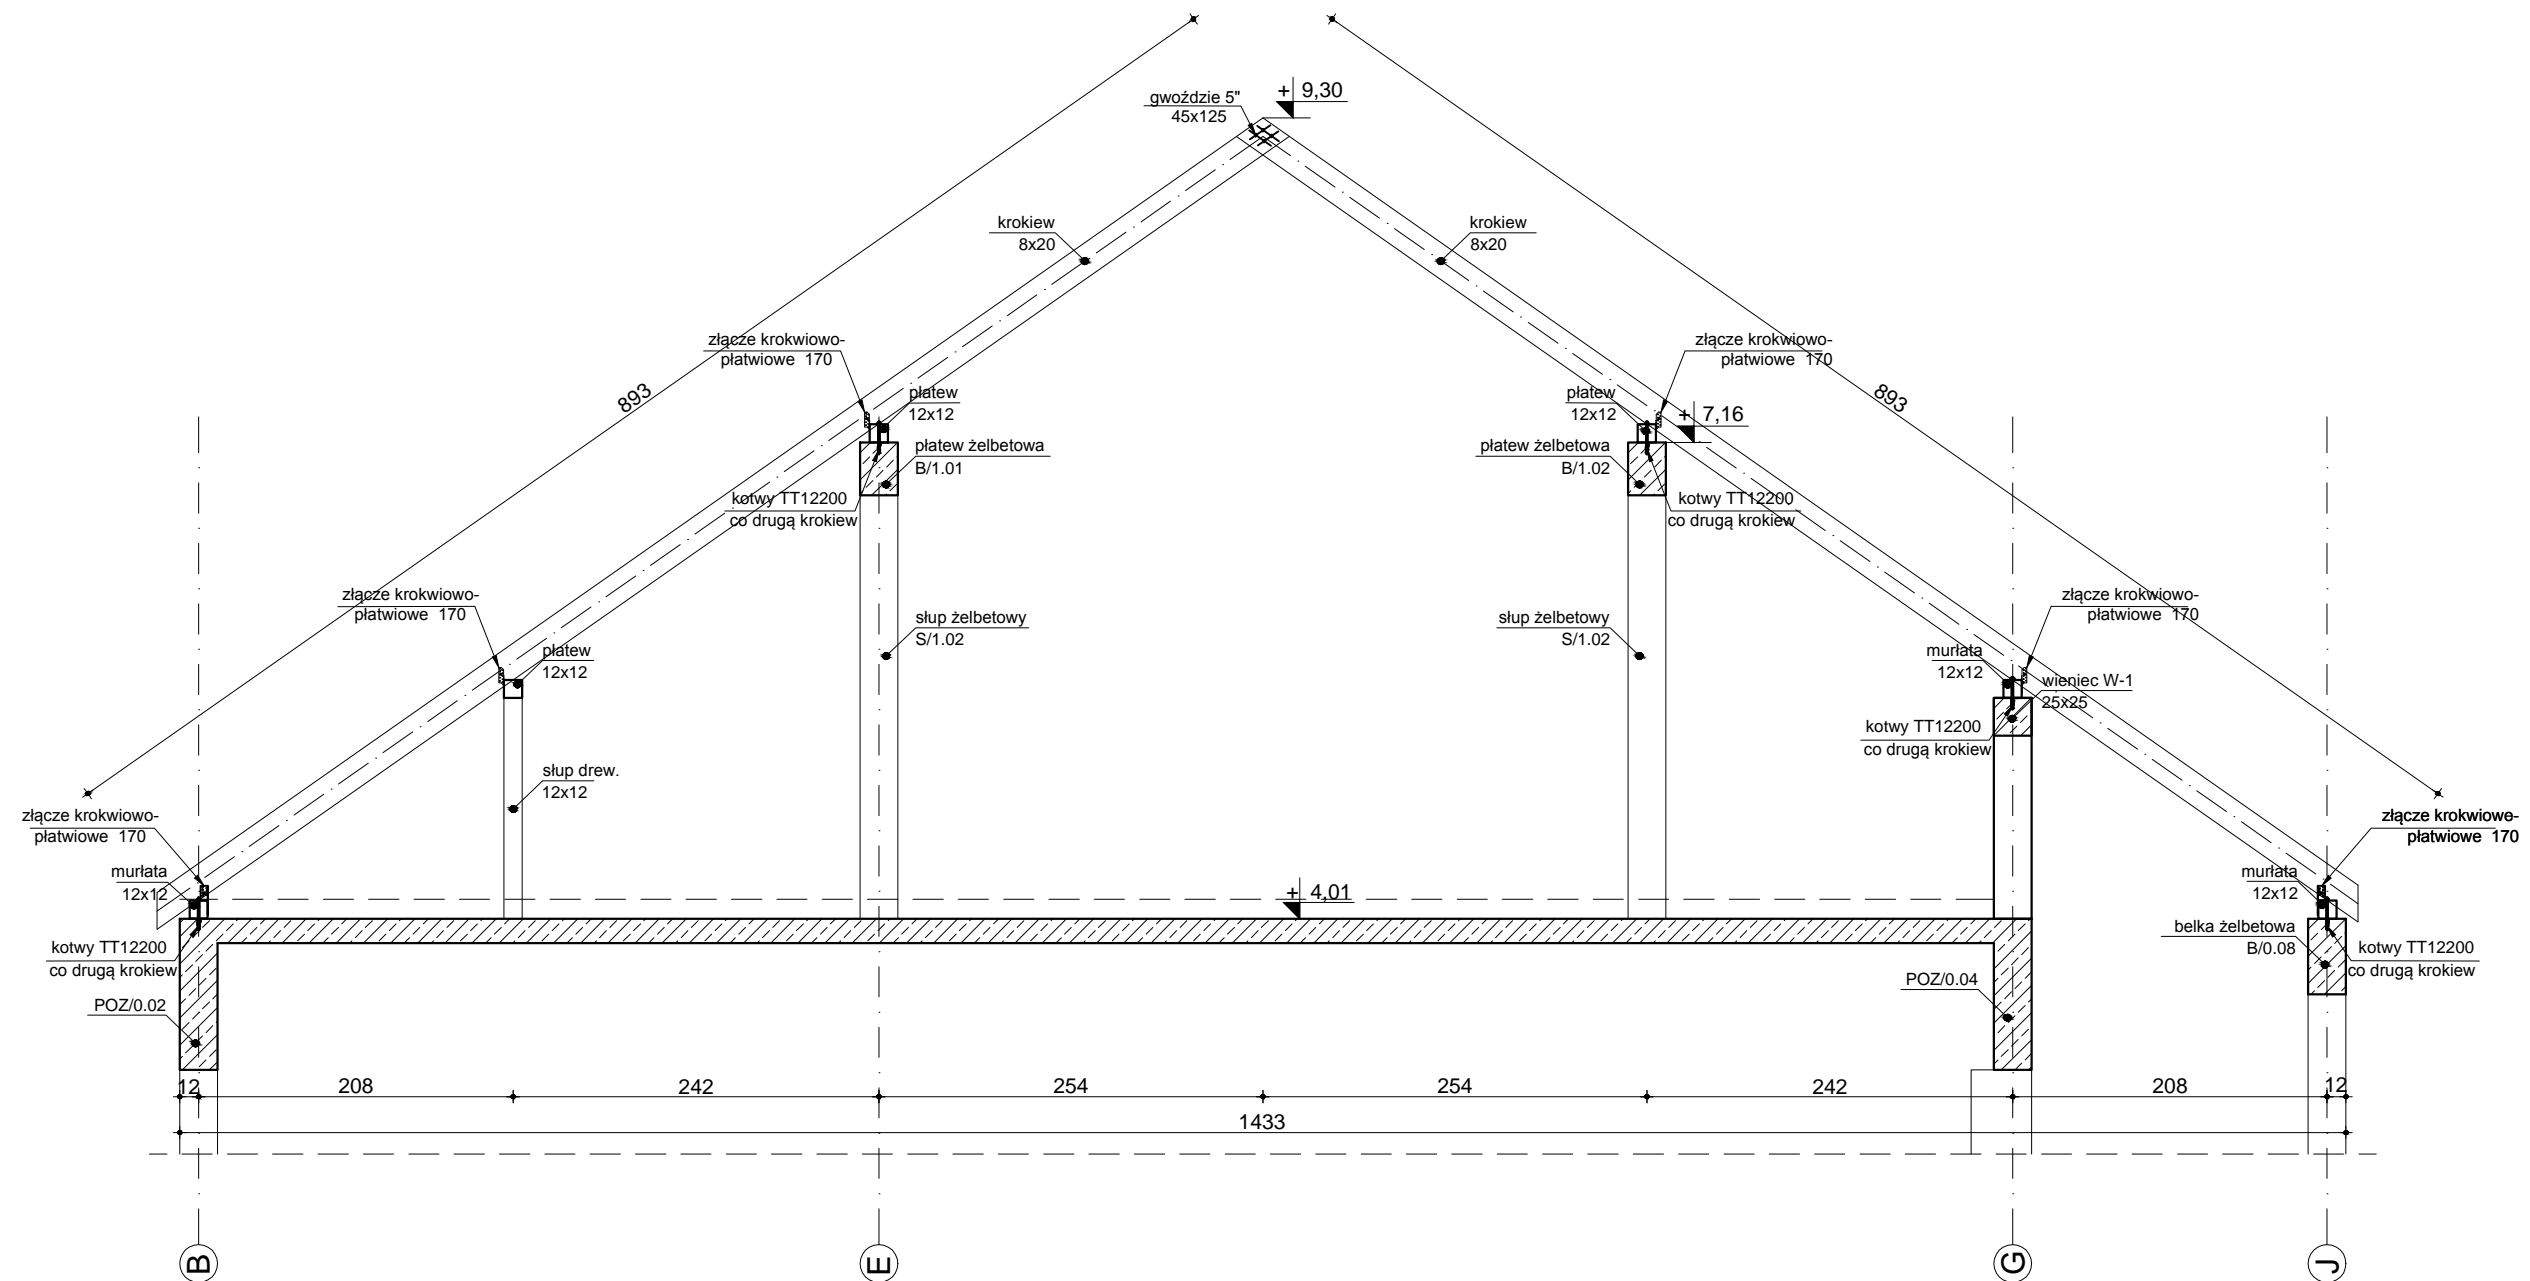 gwoździe 5"
45x125
+ 9,30
krokiew
8x20
krokiew
8x20
złącze krokwiowo-
płatwiowe 170
złącze krokwiowo-
płatwiowe 170
893
893
płatew
12x12
płatew
12x12
+ 7,16
płatew żelbetowa
B/1.01
płatew żelbetowa
B/1.02
kotwy TT12200
co drugą krokiew
kotwy TT12200
co drugą krokiew
złącze krokwiowo-
płatwiowe 170
złącze krokwiowo-
płatwiowe 170
słup żelbetowy
S/1.02
słup żelbetowy
S/1.02
płatew
12x12
murłata
12x12
wieniec W-1
25x25
kotwy TT12200
co drugą krokiew
słup drew.
12x12
złącze krokwiowo-
płatwiowe 170
złącze krokwiowo-
płatwiowe 170
murłata
12x12
+ 4,01
murłata
12x12
kotwy TT12200
co drugą krokiew
belka żelbetowa
B/0.08
kotwy TT12200
co drugą krokiew
POZ/0.02
POZ/0.04
12 208 242 254 254 242 208 12
1433
B E G J